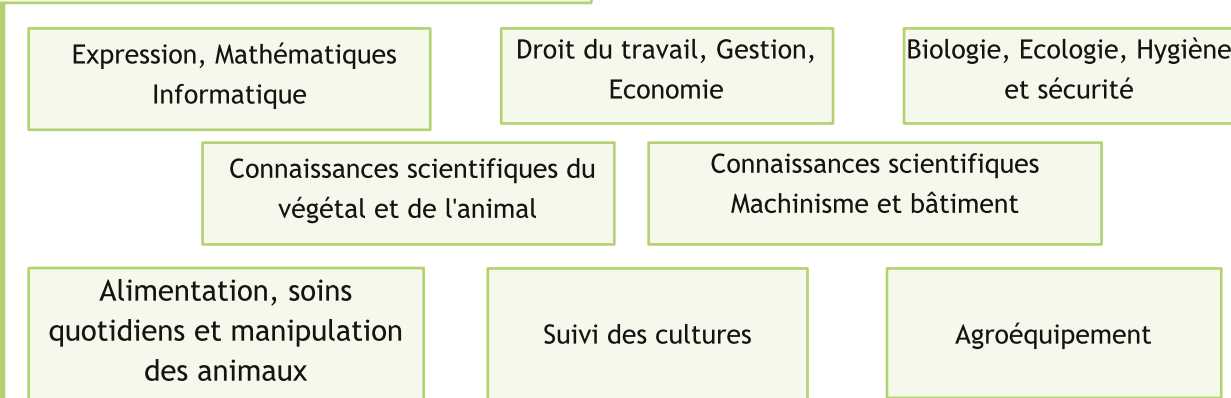 Expression, Mathématiques
Informatique
Droit du travail, Gestion,
Economie
Biologie, Ecologie, Hygiène
et sécurité
Connaissances scientifiques du
végétal et de l'animal
Connaissances scientifiques
Machinisme et bâtiment
Alimentation, soins
quotidiens et manipulation
des animaux
Suivi des cultures
Agroéquipement